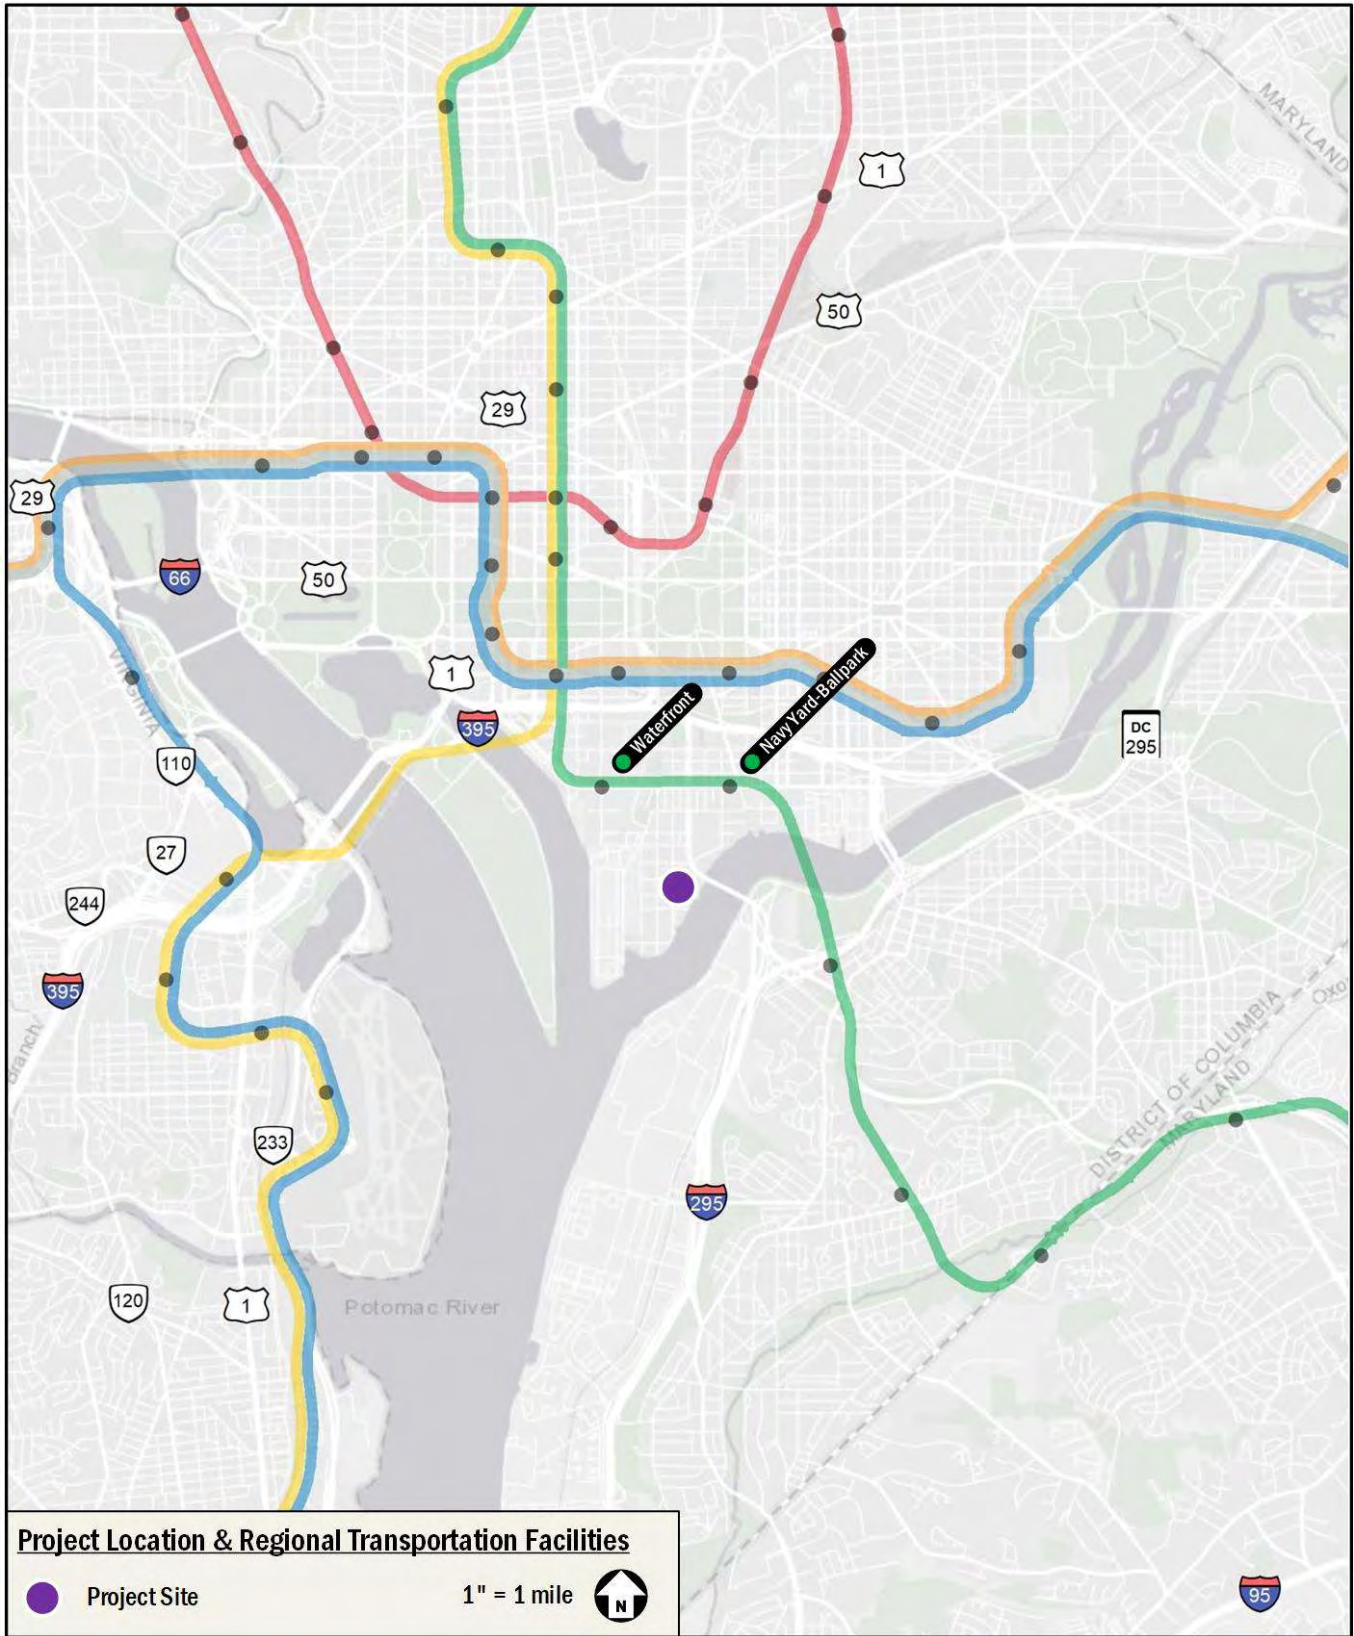 MARYLAND
1
50
29
29
66
50
1
395
Waterfront
Navy Yard-Ballpark
DC
295
VIRGINIA
110
27
244
395
Branch
Oxo
DISTRICT OF COLUMBIA
MARYLAND
233
295
120
1
Potomac River
Project Location & Regional Transportation Facilities
Project Site
1" = 1 mile
N
95